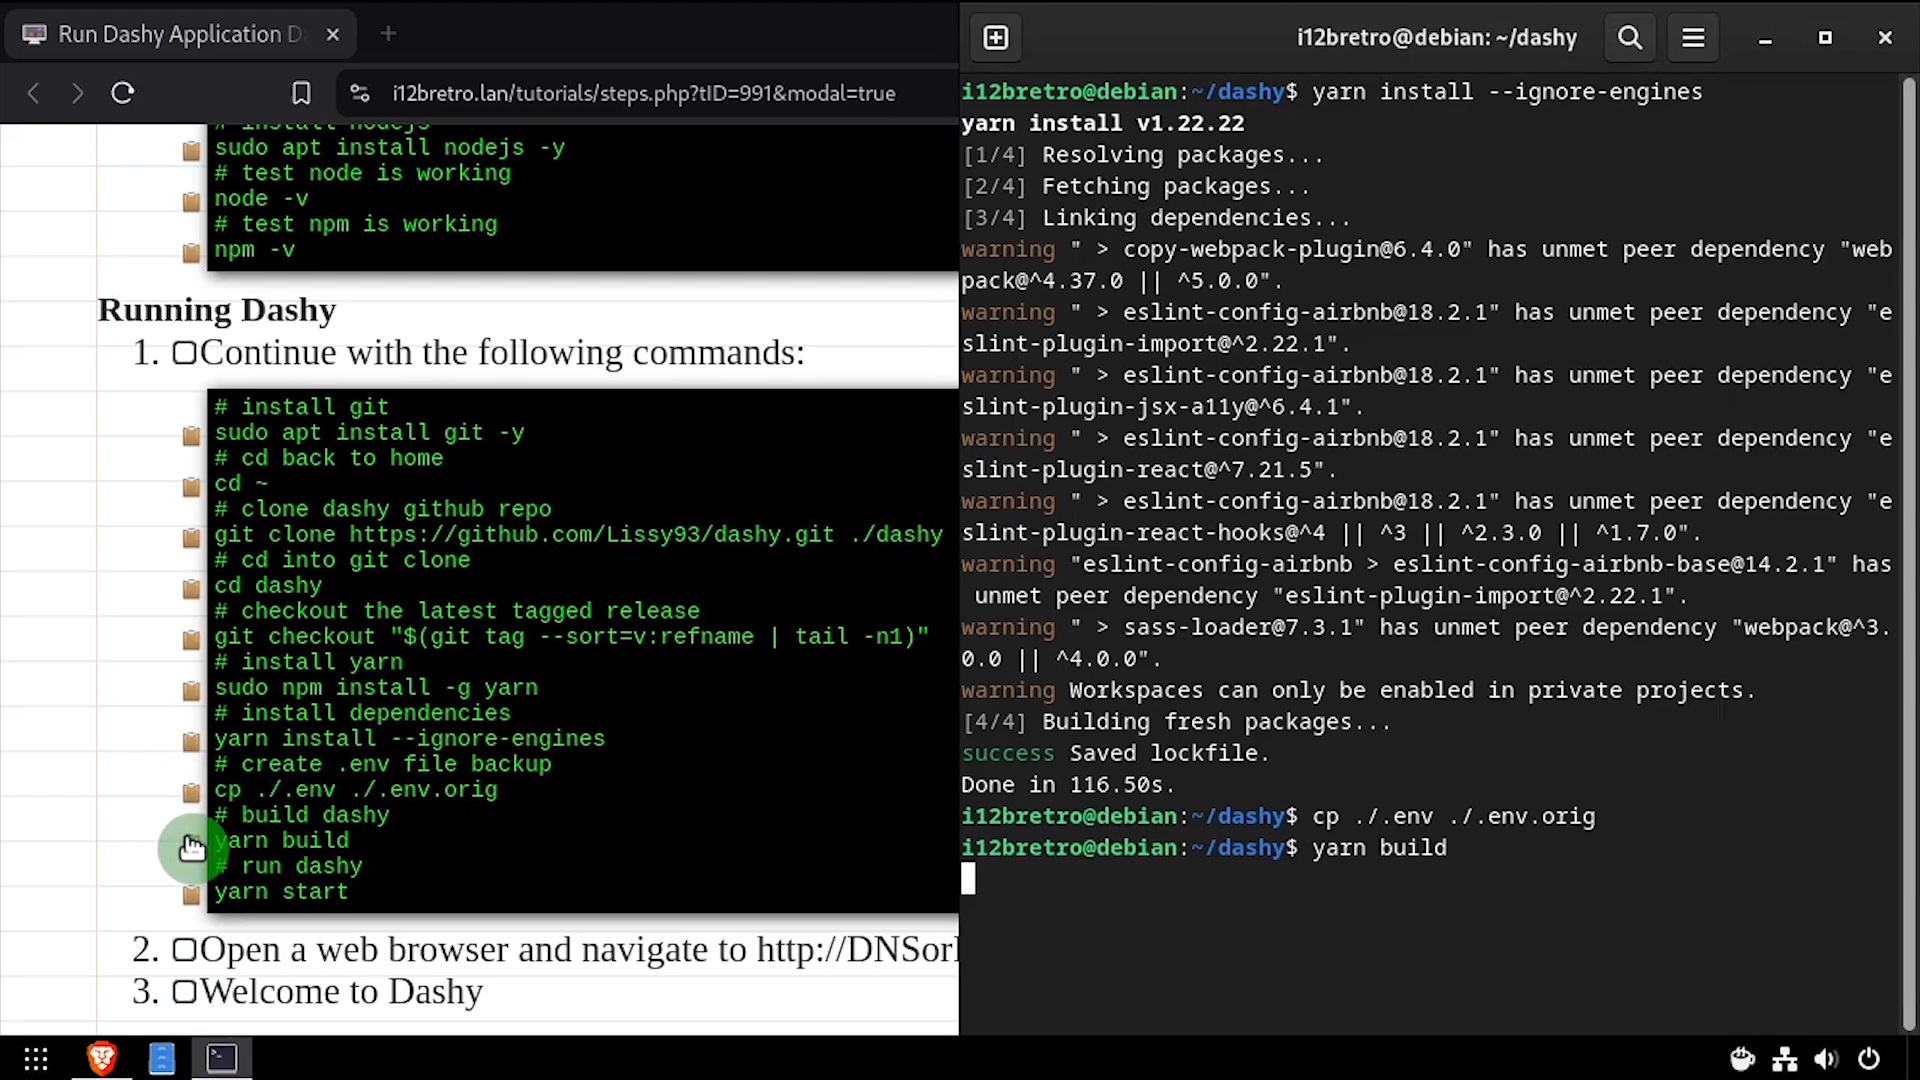 Run Dashy Application D
i12bretro.lan/tutorials/steps.php?tID=991&modal=true
# install nodejs
sudo apt install nodejs -y
# test node is working
node -v
# test npm is working
npm -v
Running Dashy
1. Continue with the following commands:
# install git
sudo apt install git -y
# cd back to home
cd ~
# clone dashy github repo
git clone https://github.com/Lissy93/dashy.git ./dashy
# cd into git clone
cd dashy
# checkout the latest tagged release
git checkout "$(git tag --sort=v:refname | tail -n1)"
# install yarn
sudo npm install -g yarn
# install dependencies
yarn install --ignore-engines
# create .env file backup
cp ./.env ./.env.orig
# build dashy
yarn build
# run dashy
yarn start
2. Open a web browser and navigate to http://DNSor
3. Welcome to Dashy
i12bretro@debian: ~/dashy
i12bretro@debian:~/dashy$ yarn install --ignore-engines
yarn install v1.22.22
[1/4] Resolving packages...
[2/4] Fetching packages...
[3/4] Linking dependencies...
warning " > copy-webpack-plugin@6.4.0" has unmet peer dependency "web
pack@^4.37.0 || ^5.0.0".
warning " > eslint-config-airbnb@18.2.1" has unmet peer dependency "e
slint-plugin-import@^2.22.1".
warning " > eslint-config-airbnb@18.2.1" has unmet peer dependency "e
slint-plugin-jsx-a11y@^6.4.1".
warning " > eslint-config-airbnb@18.2.1" has unmet peer dependency "e
slint-plugin-react@^7.21.5".
warning " > eslint-config-airbnb@18.2.1" has unmet peer dependency "e
slint-plugin-react-hooks@^4 || ^3 || ^2.3.0 || ^1.7.0".
warning "eslint-config-airbnb > eslint-config-airbnb-base@14.2.1" has
unmet peer dependency "eslint-plugin-import@^2.22.1".
warning " > sass-loader@7.3.1" has unmet peer dependency "webpack@^3.
0.0 || ^4.0.0".
warning Workspaces can only be enabled in private projects.
[4/4] Building fresh packages...
success Saved lockfile.
Done in 116.50s.
i12bretro@debian:~/dashy$ cp ./.env ./.env.orig
i12bretro@debian:~/dashy$ yarn build